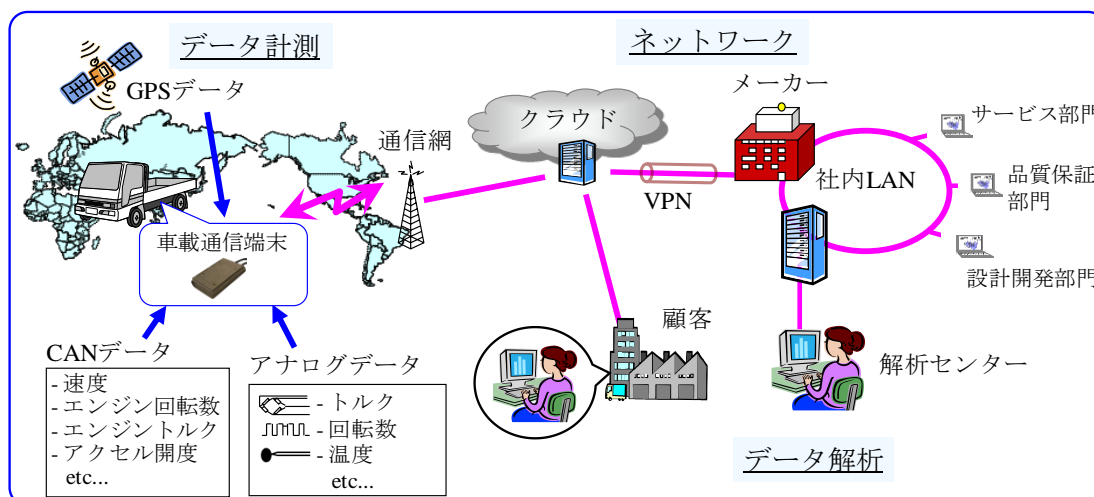 データ計測
ネットワーク
GPSデータ
メーカー
クラウド
サービス部門
通信網
社内LAN
品質保証
部門
VPN
車載通信端末
設計開発部門
顧客
CANデータ
アナログデータ
解析センター
- 速度
- エンジン回転数
- エンジントルク
- アクセル開度
etc...
- トルク
- 回転数
- 温度
etc...
データ解析